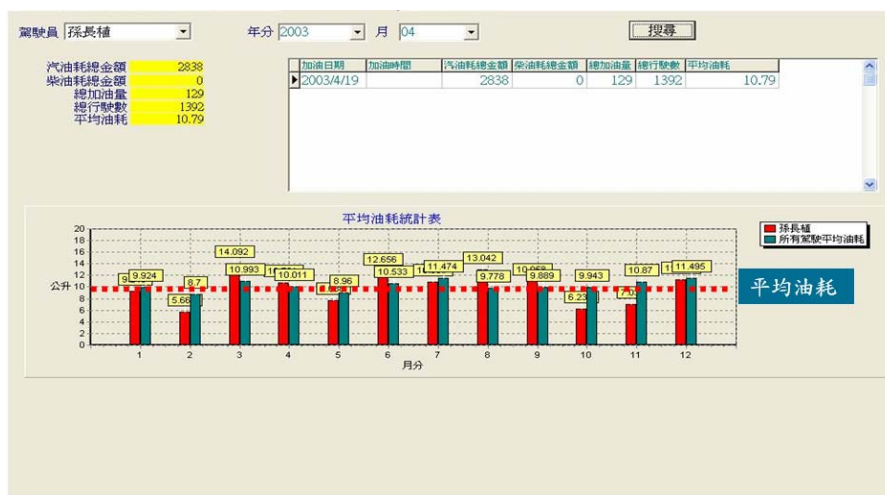 駕駛員 孫長植 年分 2003 月 04 搜尋
汽油耗總金額 2838
柴油耗總金額 0
總加油量 129
總行駛數 1392
平均油耗 10.79
加油日期 加油時間 汽油耗總金額 柴油耗總金額 總加油量 總行駛數 平均油耗
2003/4/19 2838 0 129 1392 10.79
平均油耗統計表
孫長植
所有駕駛平均油耗
公升
20
18
16
14
12
10
8
6
4
2
0
9.924
8.7
14.092
10.993
10.011
8.96
12.656
10.533
11.474
13.042
9.778
9.889
9.943
10.87
11.495
平均油耗
1 2 3 4 5 6 7 8 9 10 11 12
月分